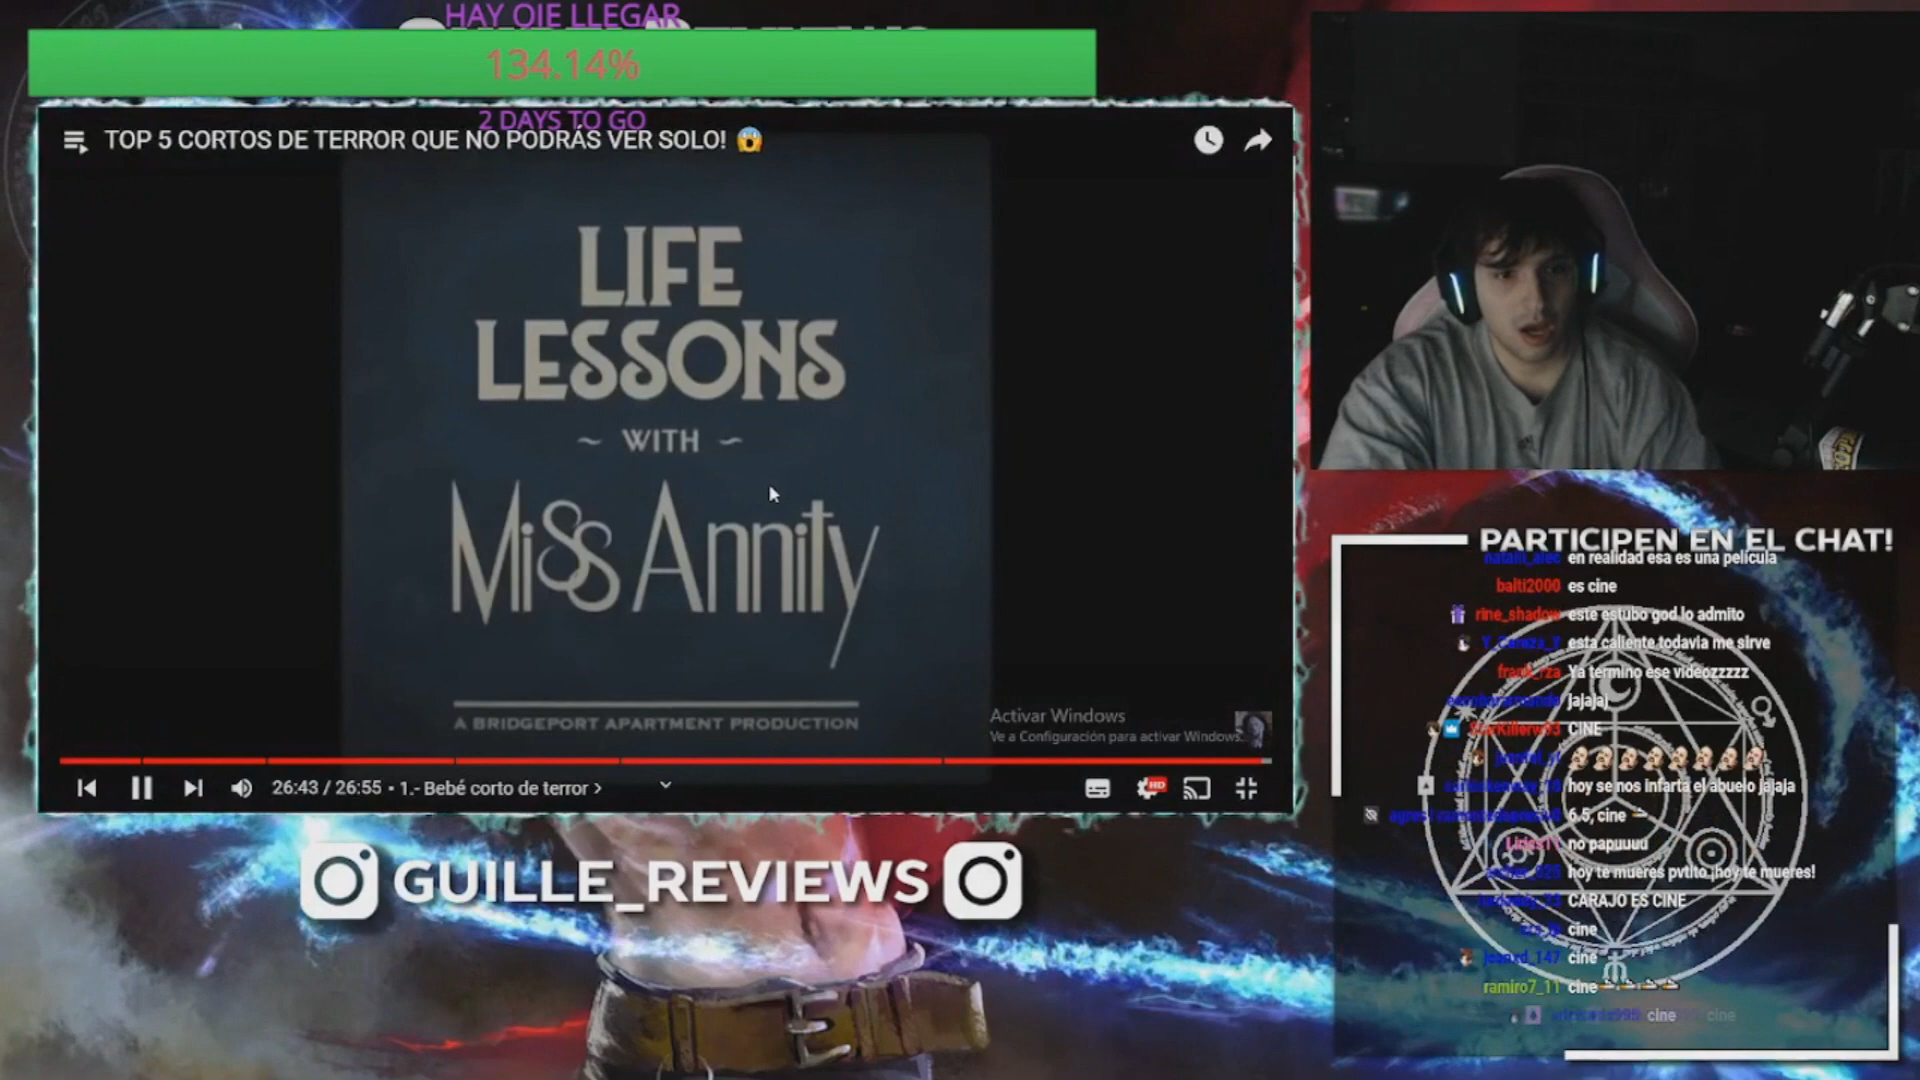 HAY QIE LLEGAR
134.14%
2 DAYS TO GO
TOP 5 CORTOS DE TERROR QUE NO PODRÁS VER SOLO! 😱
LIFE
LESSONS
~ WITH ~
Miss Annity
A BRIDGEPORT APARTMENT PRODUCTION
Activar Windows
Ve a Configuración para activar Windows.
26:43 / 26:55 • 1.- Bebé corto de terror >
HD
GUILLE_REVIEWS
PARTICIPEN EN EL CHAT!
en realidad esa es una película
balti2000 es cine
rine_shadow este estubo god lo admito
esta caliente todavia me sirve
Ya termino ese videozzzzz
jajajaj
CINE
hoy se nos infarta el abuelo jajaja
6.5, cine
no papuuuu
hoy te mueres pvtito ¡hoy te mueres!
CARAJO ES CINE
cine
cine
ramiro7_11 cine
cine cine